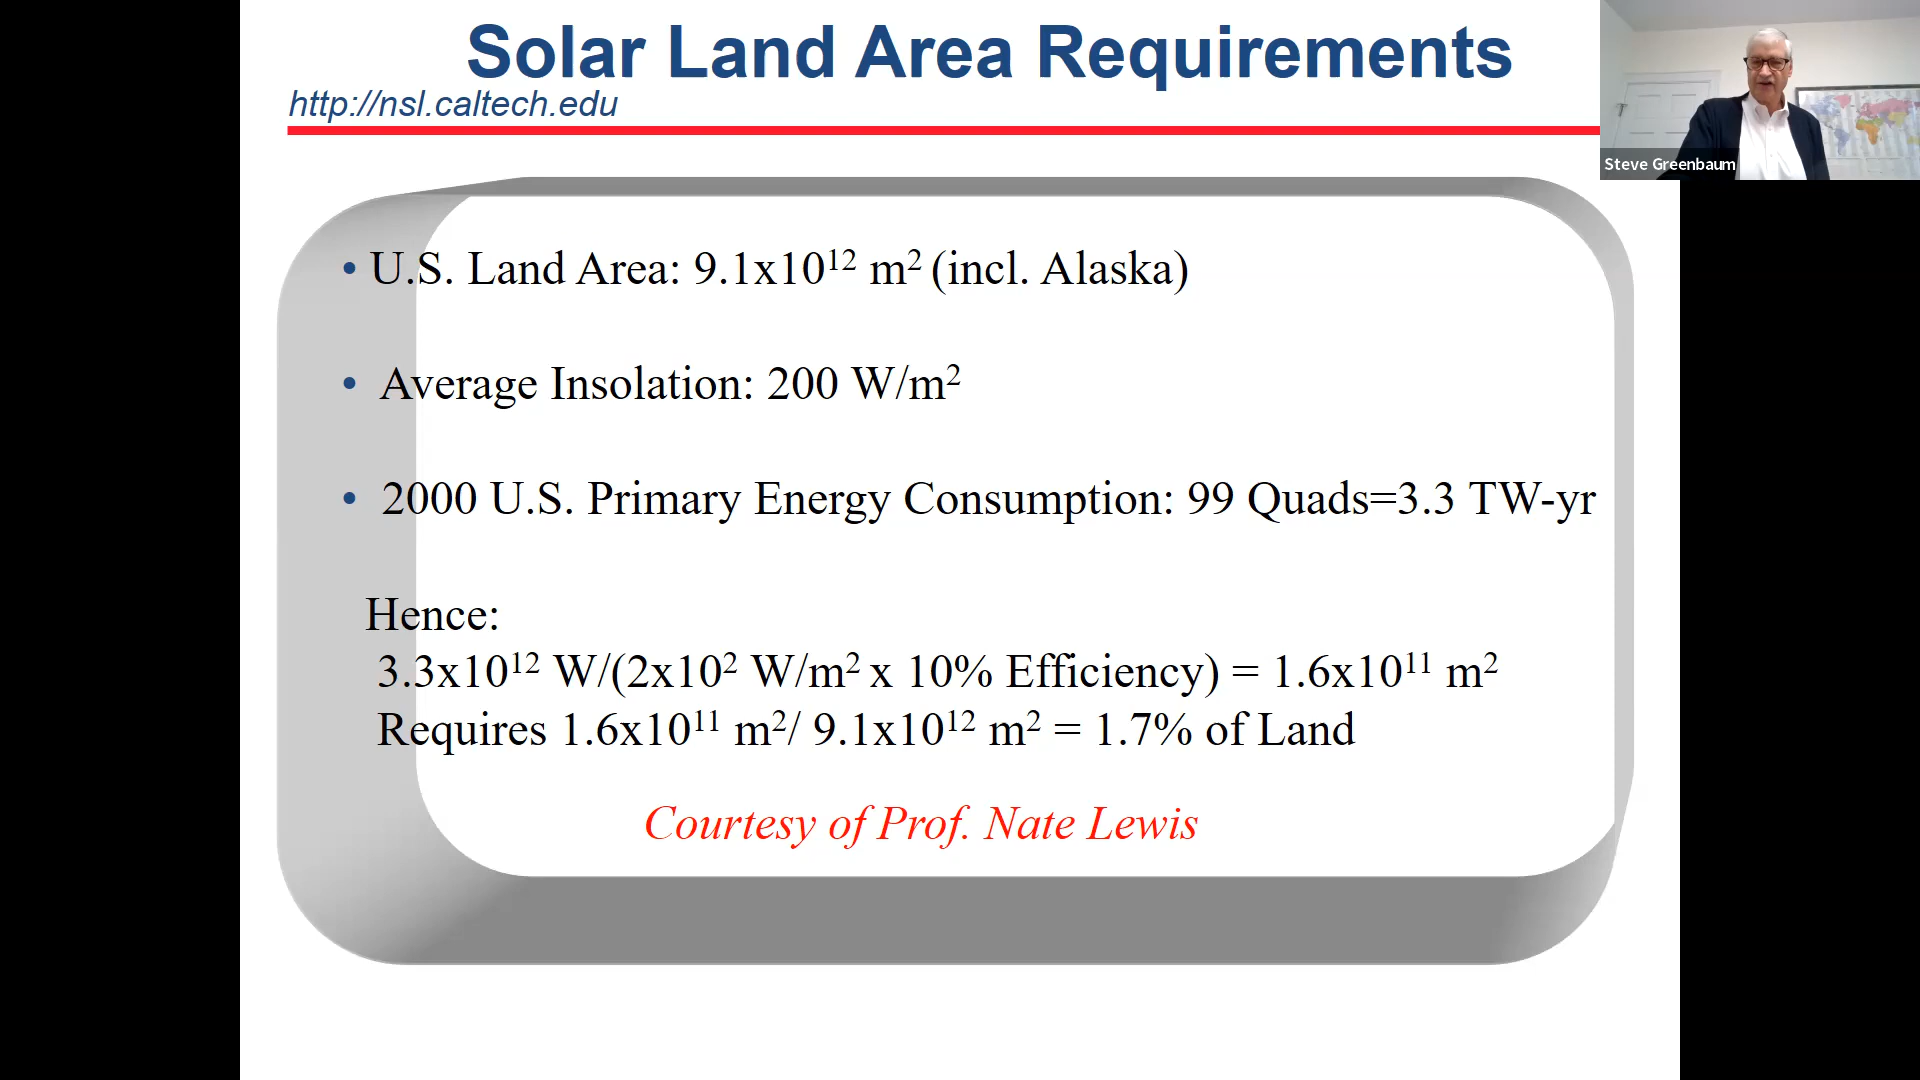 Solar Land Area Requirements
http://nsl.caltech.edu
Steve Greenbaum
• U.S. Land Area: 9.1x10¹² m² (incl. Alaska)
• Average Insolation: 200 W/m²
• 2000 U.S. Primary Energy Consumption: 99 Quads=3.3 TW-yr
Hence:
3.3x10¹² W/(2x10² W/m² x 10% Efficiency) = 1.6x10¹¹ m²
Requires 1.6x10¹¹ m²/ 9.1x10¹² m² = 1.7% of Land
Courtesy of Prof. Nate Lewis